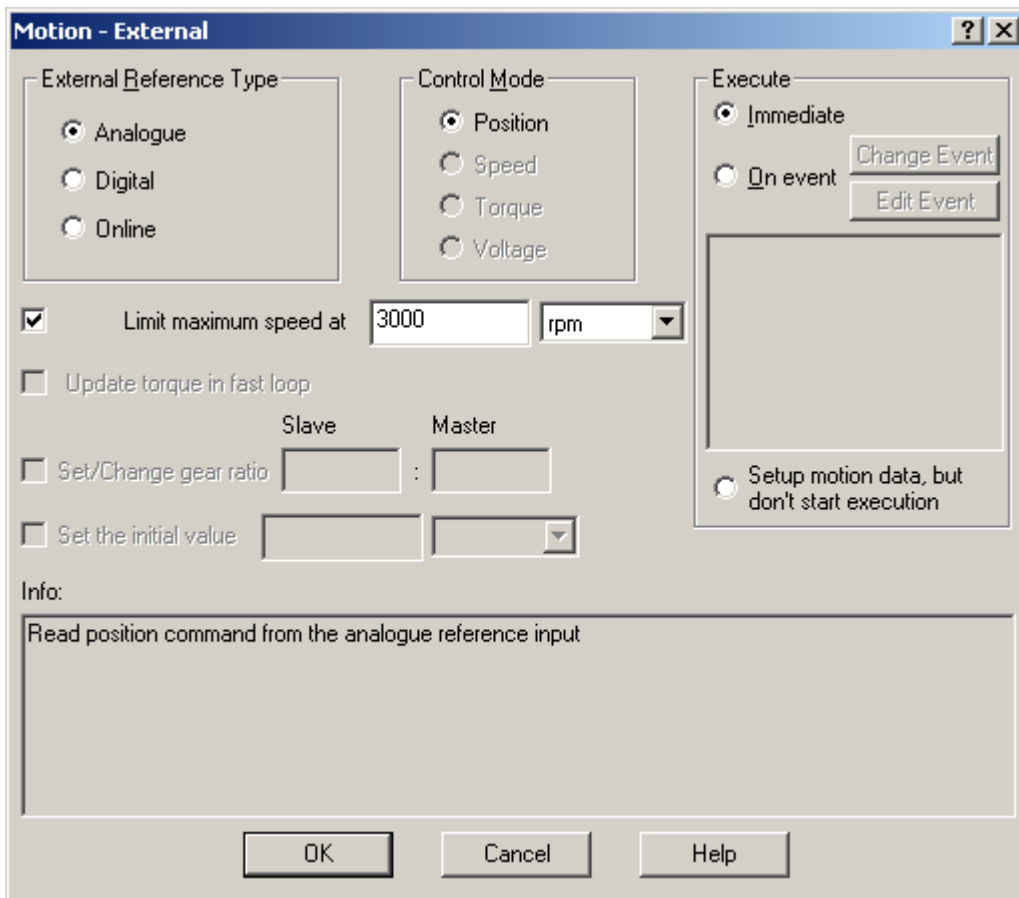 Motion - External
External Reference Type
Analogue
Digital
Online
Control Mode
Position
Speed
Torque
Voltage
Execute
Immediate
On event
Change Event
Edit Event
Setup motion data, but
don't start execution
Limit maximum speed at 3000 rpm
Update torque in fast loop
Slave Master
Set/Change gear ratio :
Set the initial value
Info:
Read position command from the analogue reference input
OK Cancel Help